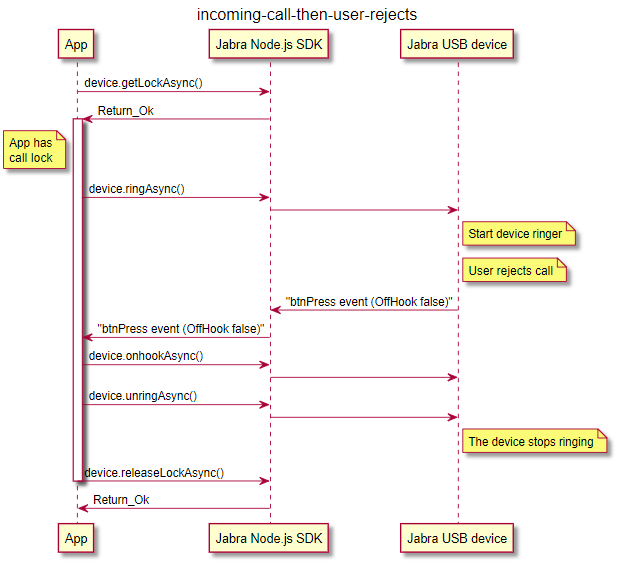 incoming-call-then-user-rejects
App
Jabra Node.js SDK
Jabra USB device
device.getLockAsync()
Return_Ok
App has
call lock
device.ringAsync()
Start device ringer
User rejects call
"btnPress event (OffHook false)"
"btnPress event (OffHook false)"
device.onhookAsync()
device.unringAsync()
The device stops ringing
device.releaseLockAsync()
Return_Ok
App
Jabra Node.js SDK
Jabra USB device